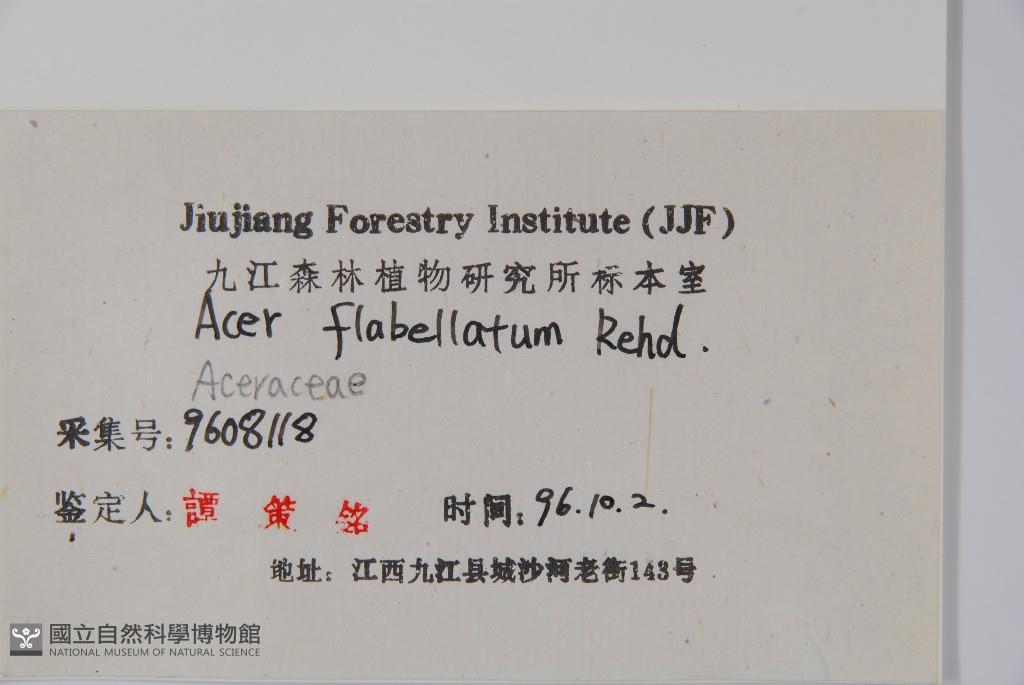 Jiujiang Forestry Institute (JJF)
九江森林植物研究所标本室
Acer flabellatum Rehd.
Aceraceae
采集号:9608118
鉴定人:譚策銘 时间:96.10.2.
地址:江西九江县城沙河老街143号
國立自然科學博物館
NATIONAL MUSEUM OF NATURAL SCIENCE